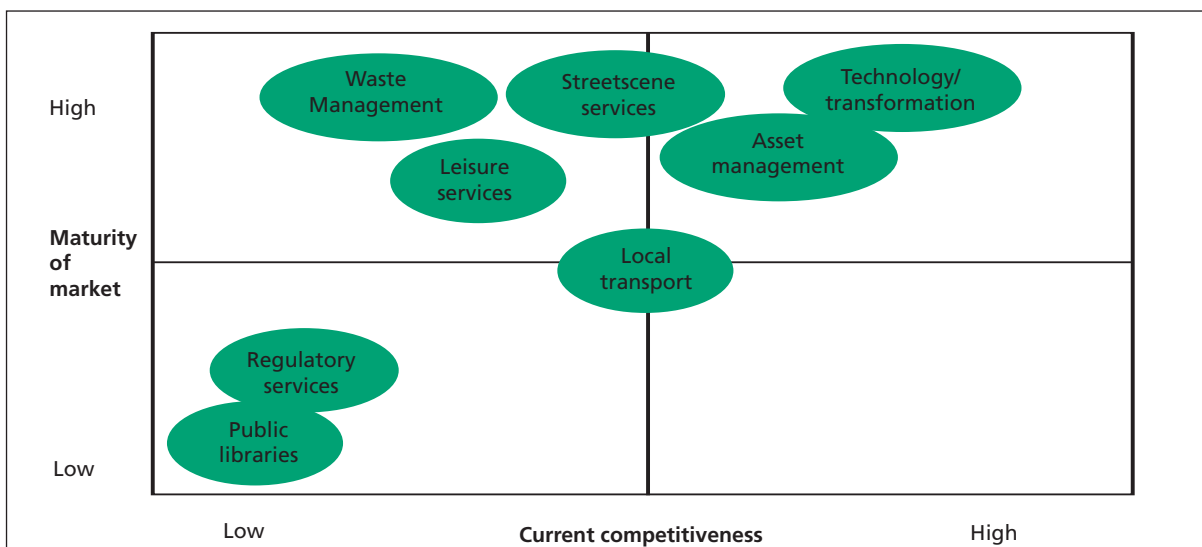 High
Waste
Management
Streetscene
services
Technology/
transformation
Leisure
services
Asset
management
Maturity
of
market
Local
transport
Regulatory
services
Public
libraries
Low
Low
Current competitiveness
High